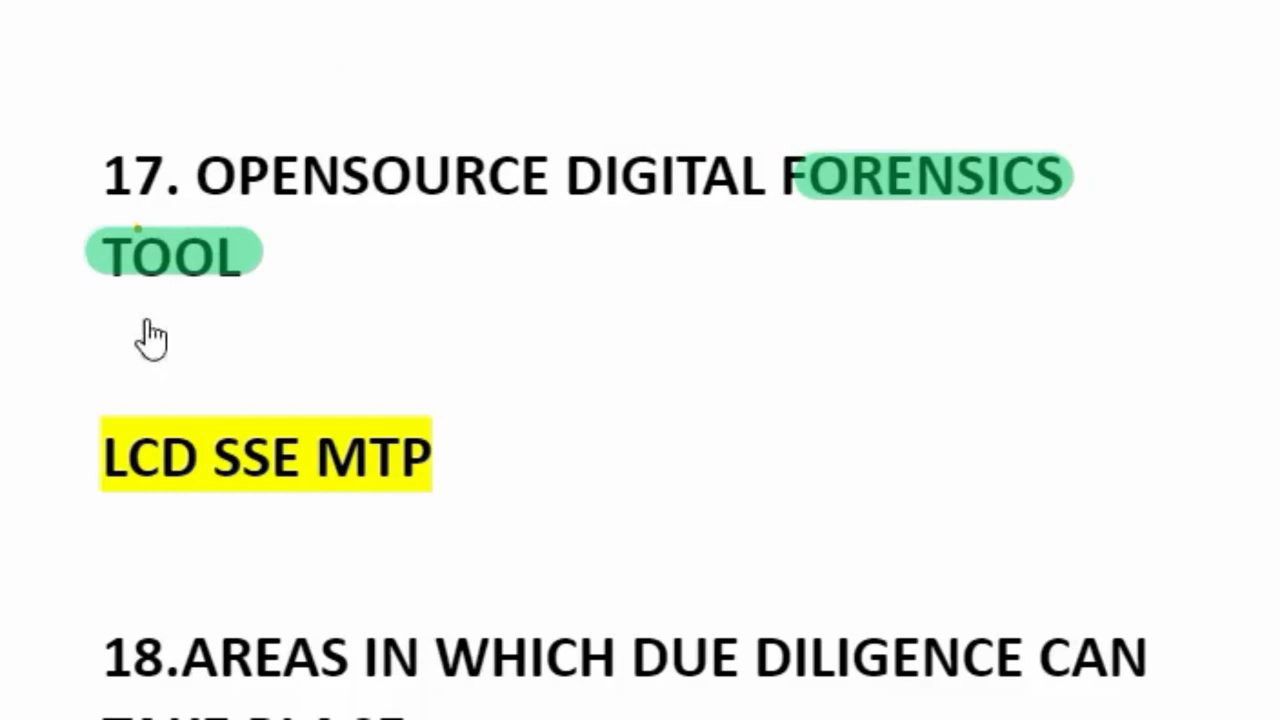 17. OPENSOURCE DIGITAL FORENSICS
TOOL
LCD SSE MTP
18.AREAS IN WHICH DUE DILIGENCE CAN